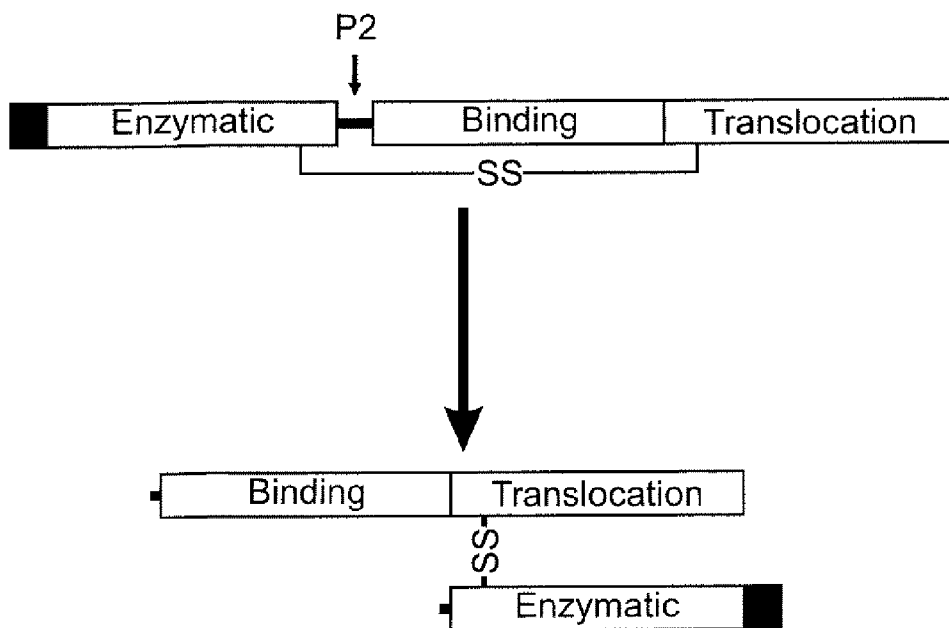 P2
Enzymatic Binding Translocation
SS
Binding Translocation
SS
Enzymatic